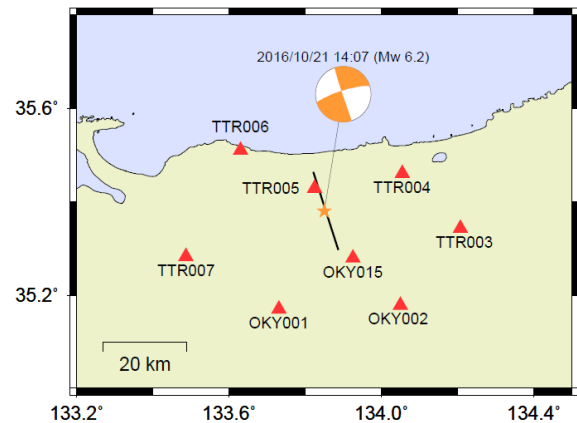 2016/10/21 14:07 (Mw 6.2)
35.6°
TTR006
TTR005
TTR004
TTR003
TTR007
OKY015
35.2°
OKY001
OKY002
20 km
133.2°
133.6°
134.0°
134.4°